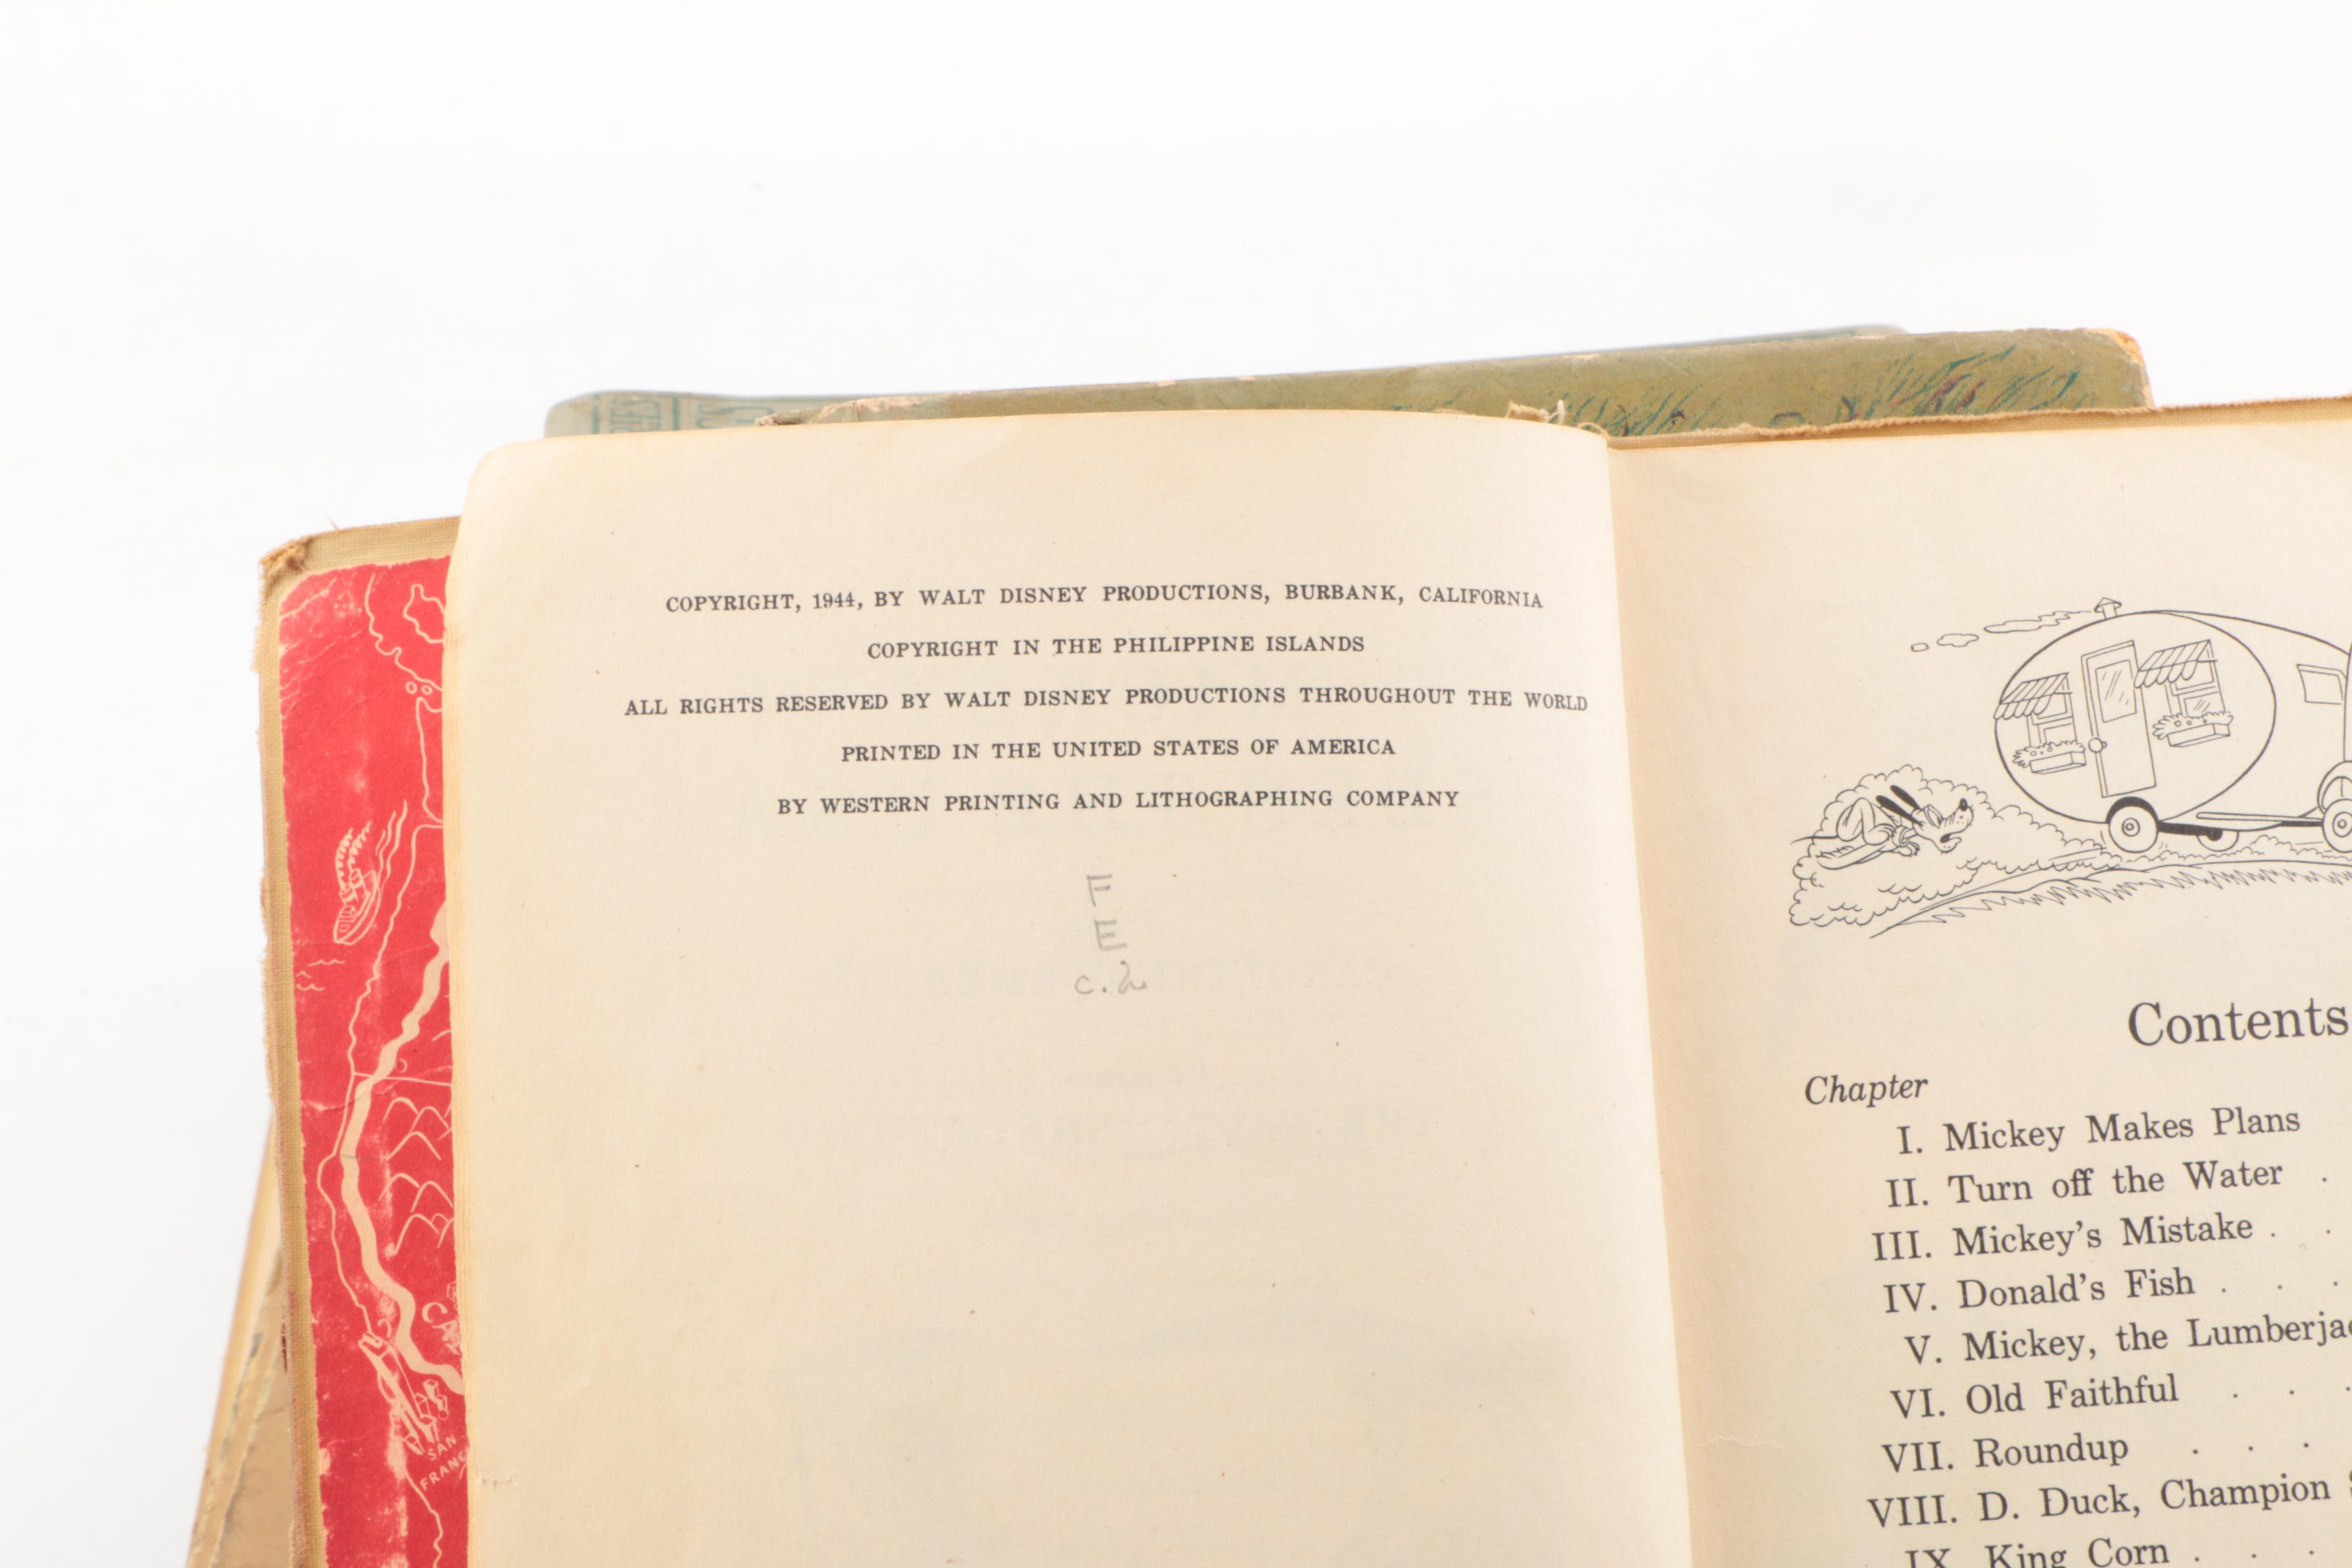 COPYRIGHT, 1944, BY WALT DISNEY PRODUCTIONS, BURBANK, CALIFORNIA
COPYRIGHT IN THE PHILIPPINE ISLANDS
ALL RIGHTS RESERVED BY WALT DISNEY PRODUCTIONS THROUGHOUT THE WORLD
PRINTED IN THE UNITED STATES OF AMERICA
BY WESTERN PRINTING AND LITHOGRAPHING COMPANY
F
E
c.2
SAN
Contents
Chapter
I. Mickey Makes Plans
II. Turn off the Water .
III. Mickey's Mistake . .
IV. Donald's Fish . . .
V. Mickey, the
VI. Old Faithful . . .
VII. Roundup . . .
VIII. D. Duck, Champion
IX. King Corn . . .